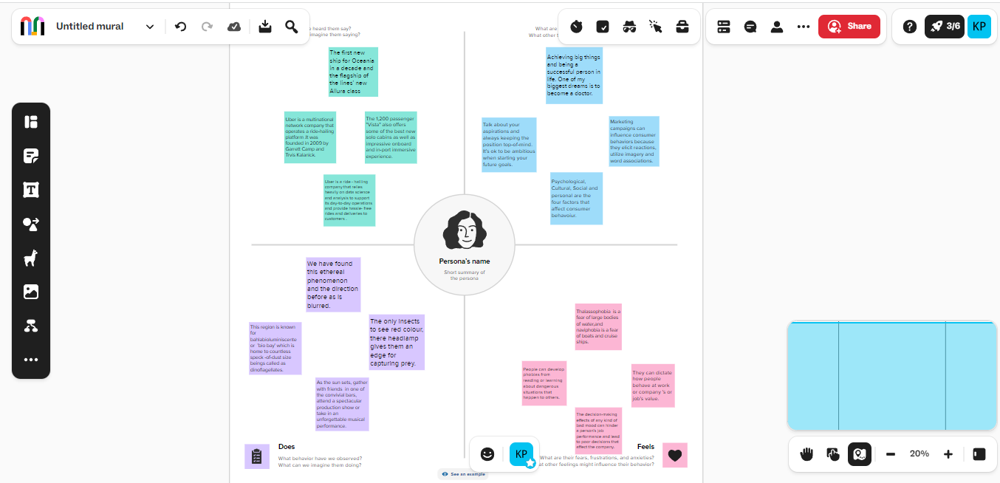 Untitled mural
Share
3/6
KP
heard them say?
imagine them saying?
What are
What other
The first new
ship for Oceania
in a decade and
the flagship of
the lines' new
Allura class
Uber is a multinational
network company that
operates a ride-hailing
platform .It was
founded in 2009 by
Garrett Camp and
Trvis Kalanick.
The 1,200 passenger
"Vista" also offers
some of the best new
solo cabins as well as
impressive onboard
and in-port immersive
experience.
Uber is a ride - hailing
company that relies
heavily on data science
and analysis to support
its day-to-day operations
and provide hassle- free
rides and deliveries to
customers .
Achieving big things
and being a
successful person in
life. One of my
biggest dreams is to
become a doctor.
Talk about your
aspirations and
always keeping the
position top-of-mind.
It's ok to be ambitious
when starting your
future goals.
Marketing
campaigns can
influence consumer
behaviors because
they elicit reactions,
utilize imagery and
word associations.
Psychological,
Cultural, Social and
personal are the
four factors that
affect consumer
behavoiur.
Persona's name
Short summary of
the persona
We have found
this ethereal
phenomenon
and the direction
before as is
blurred.
This region is known
for
bahiabioluminiscente
or 'bio bay' which is
home to countless
speck -of-dust size
beings called as
dinoflagellates.
The only insects
to see red colour,
there headlamp
gives them an
edge for
capturing prey.
As the sun sets, gather
with friends in one of
the convivial bars,
attend a spectacular
production show or
take in an
unforgettable musical
performance.
Thalassophobia is a
fear of large bodies
of water,and
naviphobia is a fear
of boats and cruise
ships.
People can develop
phobias from
reading or learning
about dangerous
situations that
happen to others.
They can dictate
how people
behave at work
or company 's or
job's value.
The decision-making
effects of any kind of
bad mood can hinder
a person's job
performance and lead
to poor decisions that
affect the company.
Does
What behavior have we observed?
What can we imagine them doing?
KP
Feels
What are their fears, frustrations, and anxieties?
at other feelings might influence their behavior?
See an example
20%